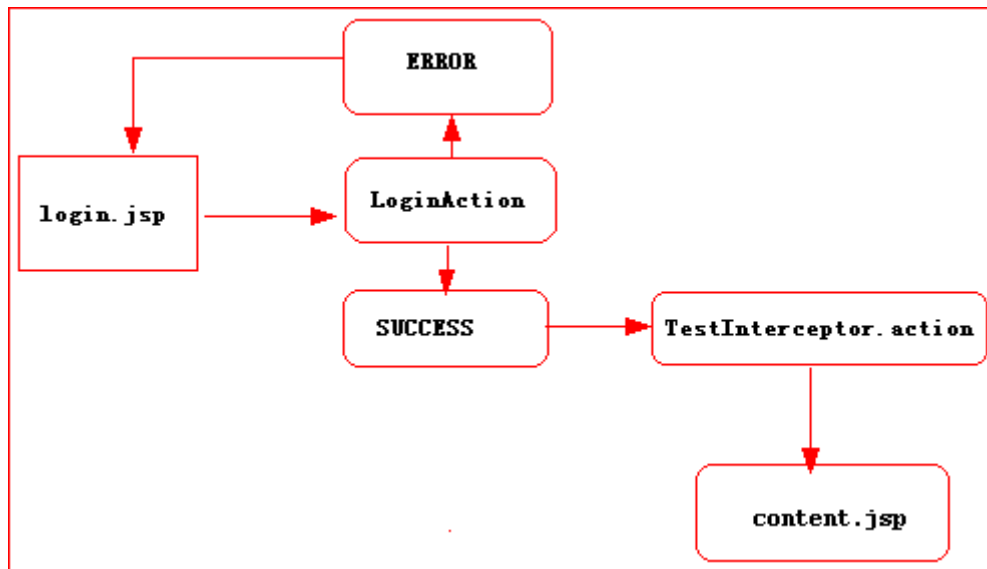 ERROR
LoginAction
login.jsp
SUCCESS
TestInterceptor.action
content.jsp